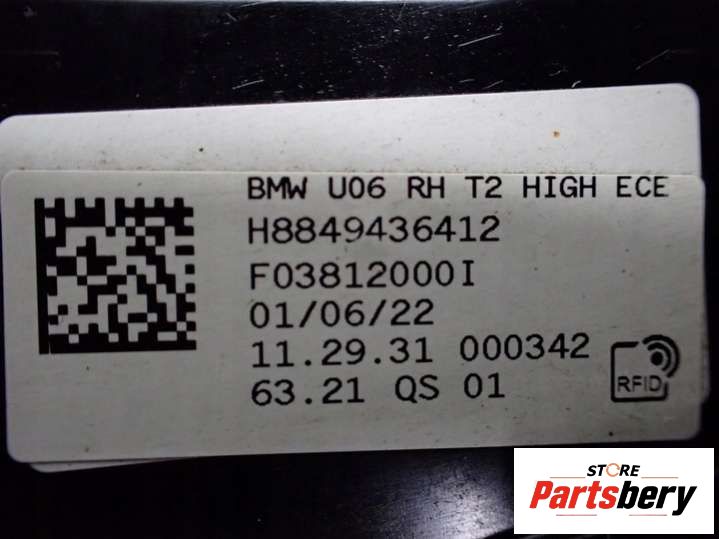 BMW U06 RH T2 HIGH ECE
H8849436412
F03812000I
01/06/22
11.29.31 000342
63.21 QS 01
RFID
STORE
Partsbery